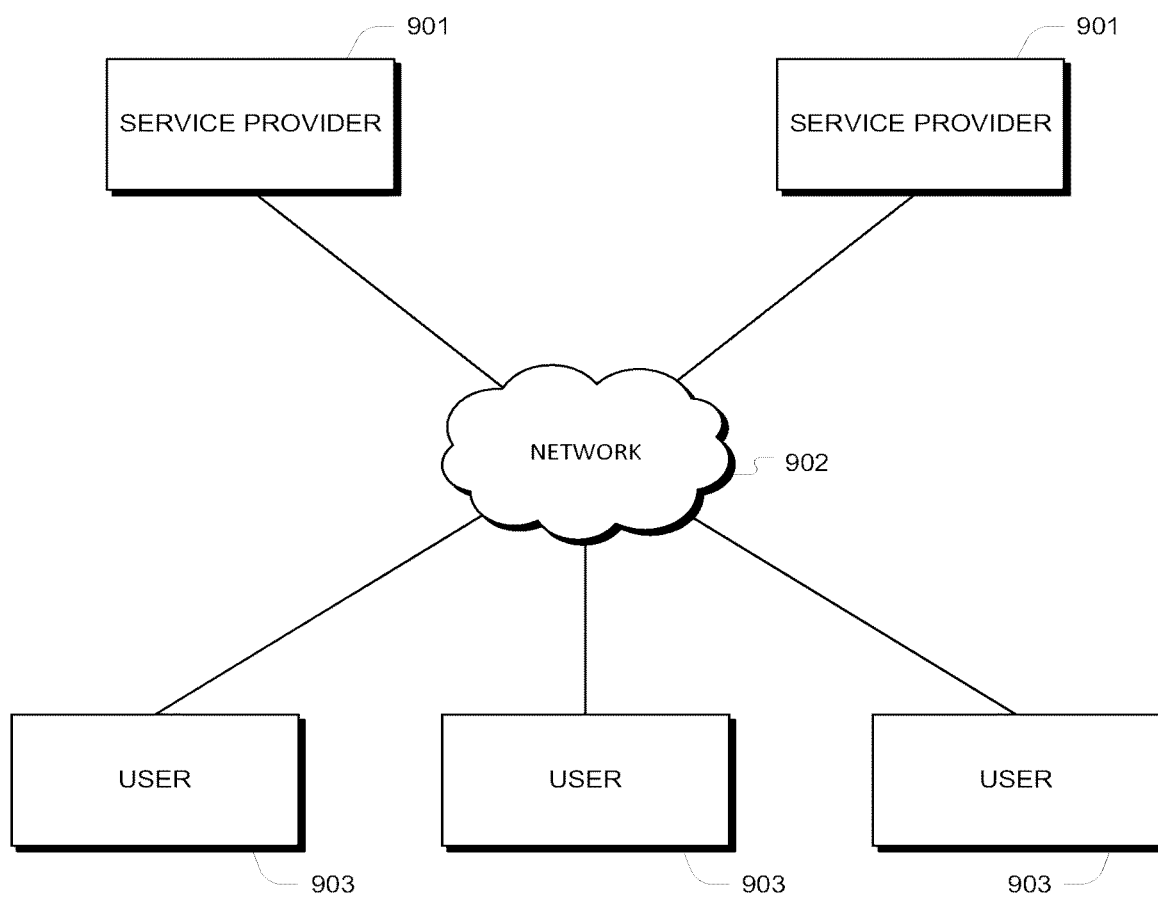 901
901
SERVICE PROVIDER
SERVICE PROVIDER
NETWORK
902
USER
USER
USER
903
903
903